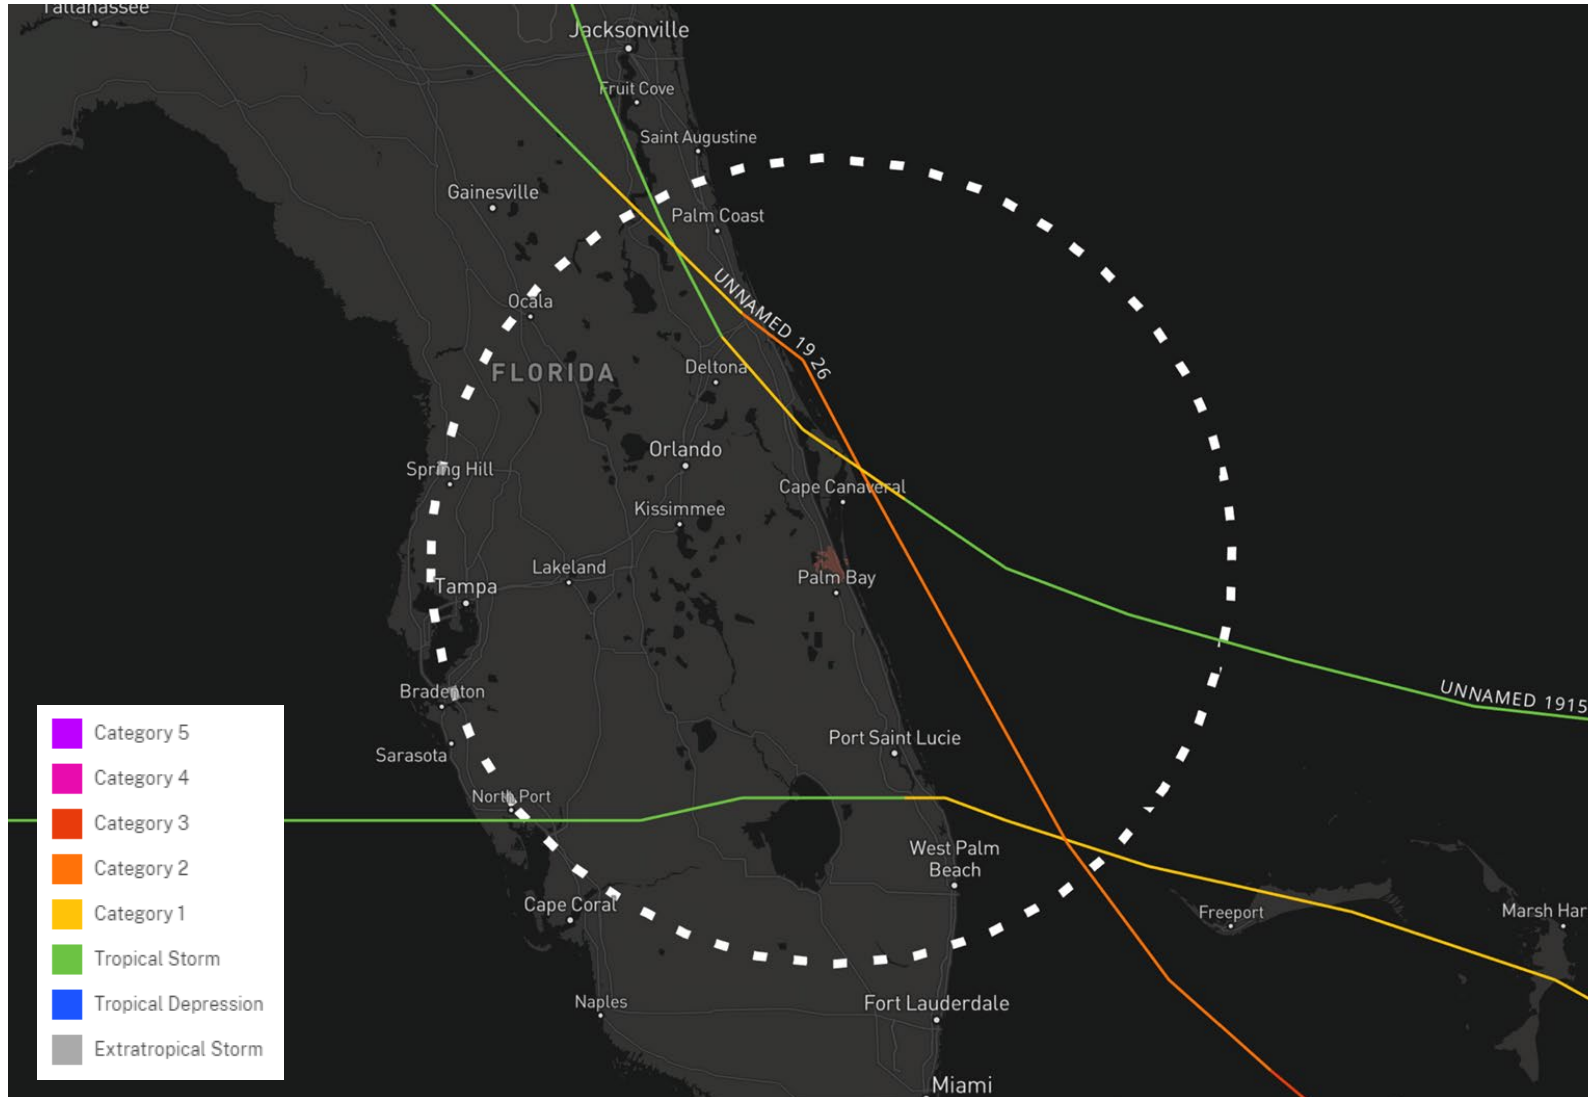 Tallahassee
Jacksonville
Fruit Cove
Saint Augustine
Gainesville
Palm Coast
UNNAMED 1926
Ocala
FLORIDA
Deltona
Orlando
Spring Hill
Cape Canaveral
Kissimmee
Lakeland
Palm Bay
Tampa
Bradenton
UNNAMED 1915
Port Saint Lucie
Sarasota
North Port
West Palm
Beach
Cape Coral
Freeport
Marsh Har
Naples
Fort Lauderdale
Miami
Category 5
Category 4
Category 3
Category 2
Category 1
Tropical Storm
Tropical Depression
Extratropical Storm